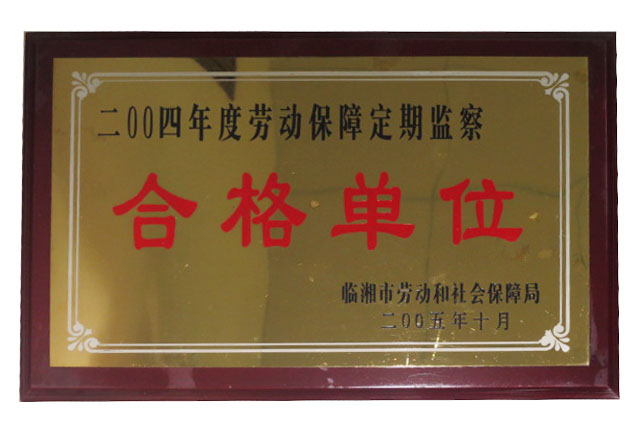 二00四年度劳动保障定期监察
合格单位
临湘市劳动和社会保障局
二00五年十月